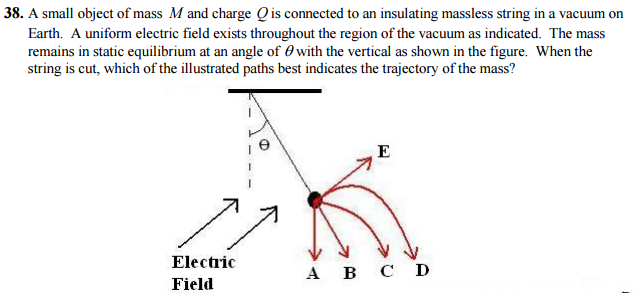 38. A small object of mass M and charge Q is connected to an insulating massless string in a vacuum on
Earth. A uniform electric field exists throughout the region of the vacuum as indicated. The mass
remains in static equilibrium at an angle of θ with the vertical as shown in the figure. When the
string is cut, which of the illustrated paths best indicates the trajectory of the mass?
θ
E
Electric
Field
A B C D